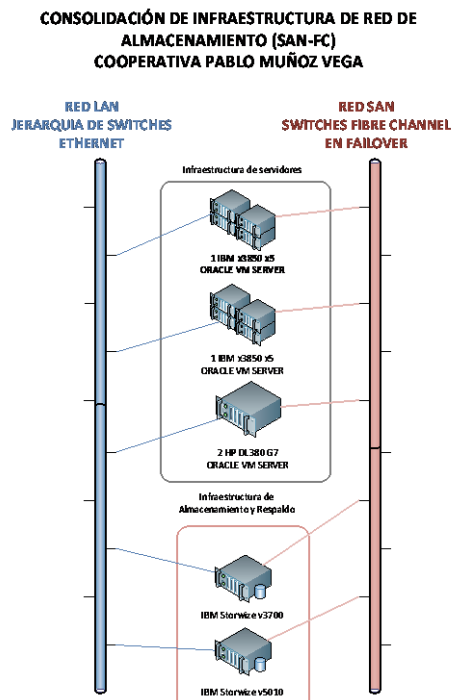 CONSOLIDACIÓN DE INFRAESTRUCTURA DE RED DE
ALMACENAMIENTO (SAN-FC)
COOPERATIVA PABLO MUÑOZ VEGA
RED LAN
JERARQUIA DE SWITCHES
ETHERNET
RED SAN
SWITCHES FIBRE CHANNEL
EN FAILOVER
Infraestructura de servidores
1 IBM x3850 x5
ORACLE VM SERVER
1 IBM x3850 x5
ORACLE VM SERVER
2 HP DL380 G7
ORACLE VM SERVER
Infraestructura de
Almacenamiento y Respaldo
IBM Storwize v3700
IBM Storwize v5010